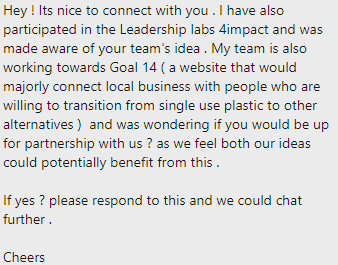 Hey ! Its nice to connect with you . I have also
participated in the Leadership labs 4impact and was
made aware of your team's idea . My team is also
working towards Goal 14 ( a website that would
majorly connect local business with people who are
willing to transition from single use plastic to other
alternatives )  and was wondering if you would be up
for partnership with us ? as we feel both our ideas
could potentially benefit from this .

If yes ? please respond to this and we could chat
further .

Cheers